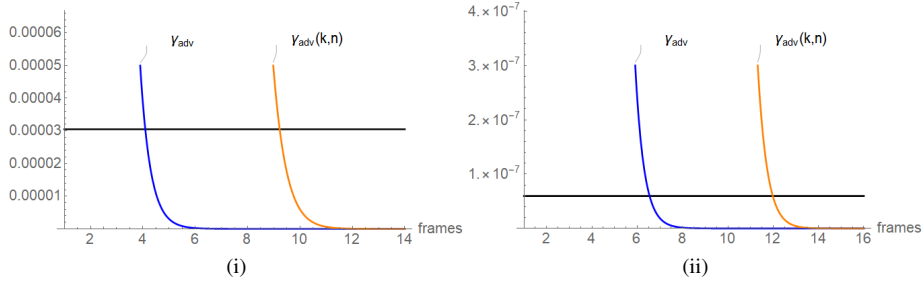 0.00006
0.00005
0.00004
0.00003
0.00002
0.00001
γadv
γadv(k,n)
2 4 6 8 10 12 14 frames
(i)
4.×10-7
3.×10-7
2.×10-7
1.×10-7
γadv
γadv(k,n)
2 4 6 8 10 12 14 16 frames
(ii)